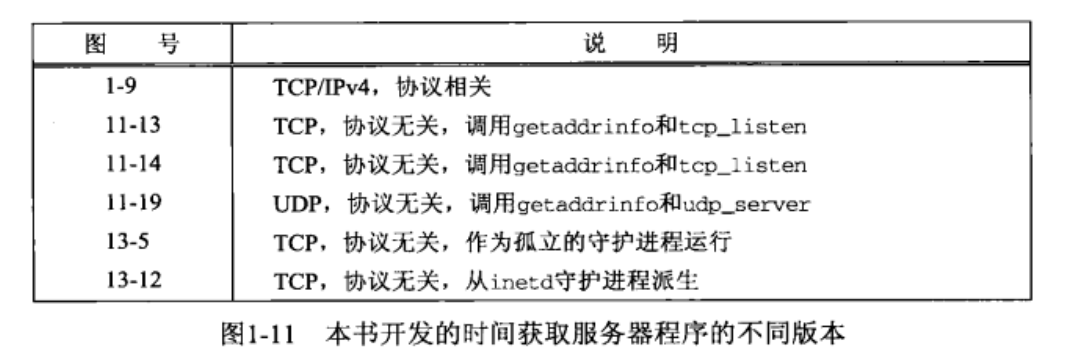 图 号 说 明
1-9 TCP/IPv4，协议相关
11-13 TCP，协议无关，调用getaddrinfo和tcp_listen
11-14 TCP，协议无关，调用getaddrinfo和tcp_listen
11-19 UDP，协议无关，调用getaddrinfo和udp_server
13-5 TCP，协议无关，作为孤立的守护进程运行
13-12 TCP，协议无关，从inetd守护进程派生
图1-11 本书开发的时间获取服务器程序的不同版本